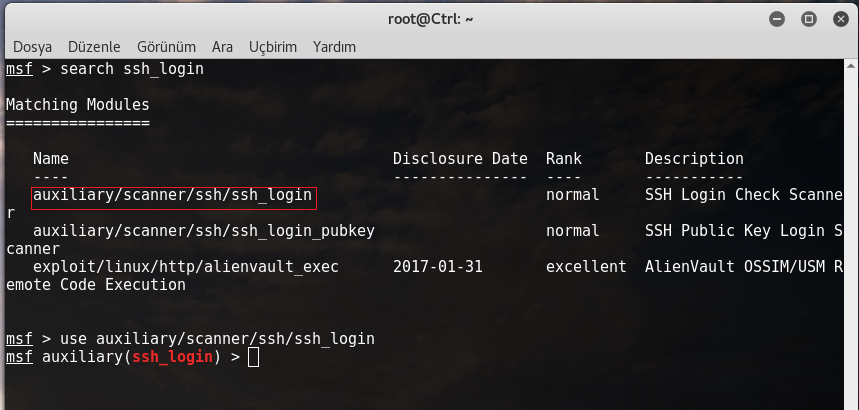 root@Ctrl: ~
Dosya Düzenle Görünüm Ara Uçbirim Yardım
msf > search ssh_login
Matching Modules
================
Name Disclosure Date Rank Description
---- --------------- ---- -----------
auxiliary/scanner/ssh/ssh_login normal SSH Login Check Scanne
r
auxiliary/scanner/ssh/ssh_login_pubkey normal SSH Public Key Login S
canner
exploit/linux/http/alienvault_exec 2017-01-31 excellent AlienVault OSSIM/USM R
emote Code Execution
msf > use auxiliary/scanner/ssh/ssh_login
msf auxiliary(ssh_login) >